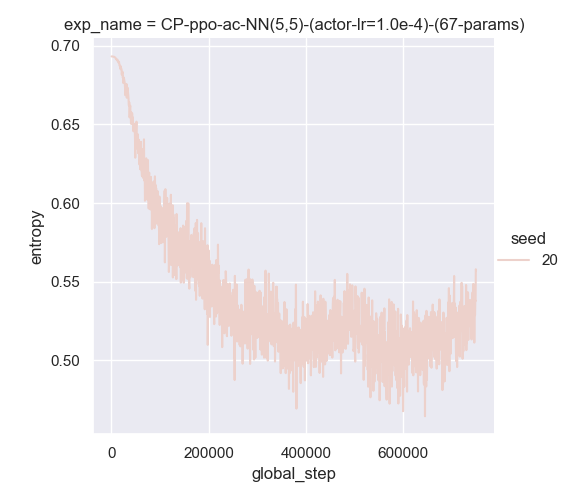 exp_name = CP-ppo-ac-NN(5,5)-(actor-lr=1.0e-4)-(67-params)
0.70
0.65
0.60
0.55
0.50
entropy
seed
20
0
200000
400000
600000
global_step